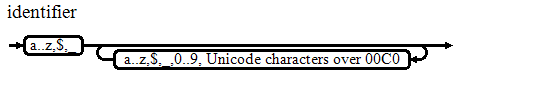 identifier
a..z,$,_
a..z,$,_,0..9, Unicode characters over 00C0